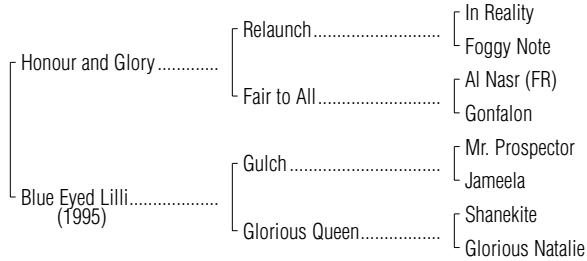 In Reality
Relaunch
Foggy Note
Honour and Glory
Al Nasr (FR)
Fair to All
Gonfalon
Mr. Prospector
Gulch
Jameela
Blue Eyed Lilli
(1995)
Shanekite
Glorious Queen
Glorious Natalie